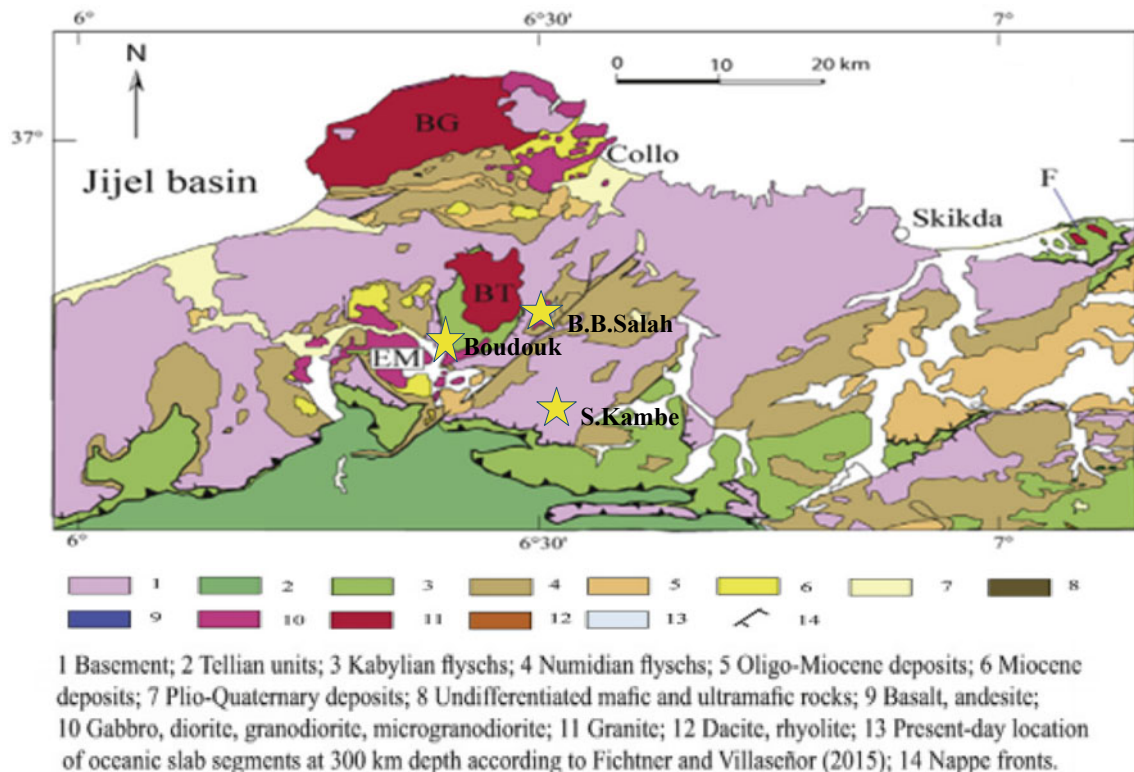 6° 6°30' 7°
N
0 10 20 km
37°
BG
Collo
Jijel basin
F
Skikda
BT
B.B.Salah
Boudouk
EM
S.Kambe
6° 6°30' 7°
1 2 3 4 5 6 7 8
9 10 11 12 13 14
1 Basement; 2 Tellian units; 3 Kabylian flyschs; 4 Numidian flyschs; 5 Oligo-Miocene deposits; 6 Miocene
deposits; 7 Plio-Quaternary deposits; 8 Undifferentiated mafic and ultramafic rocks; 9 Basalt, andesite;
10 Gabbro, diorite, granodiorite, microgranodiorite; 11 Granite; 12 Dacite, rhyolite; 13 Present-day location
of oceanic slab segments at 300 km depth according to Fichtner and Villaseñor (2015); 14 Nappe fronts.